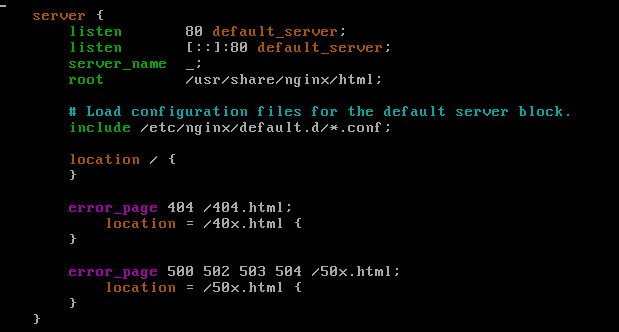 server {
listen 80 default_server;
listen [::]:80 default_server;
server_name _;
root /usr/share/nginx/html;
# Load configuration files for the default server block.
include /etc/nginx/default.d/*.conf;
location / {
}
error_page 404 /404.html;
location = /40x.html {
}
error_page 500 502 503 504 /50x.html;
location = /50x.html {
}
}